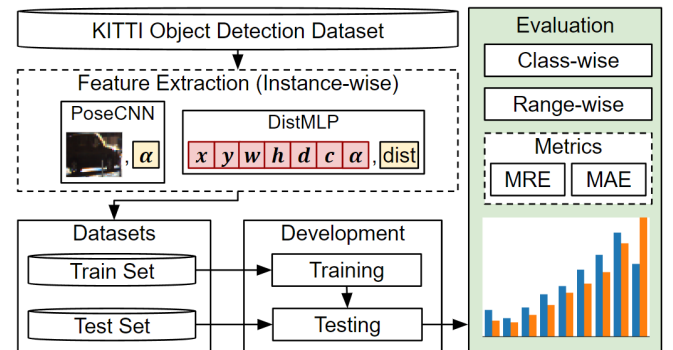 KITTI Object Detection Dataset
Feature Extraction (Instance-wise)
PoseCNN
, α
DistMLP
x y w h d c α , dist
Datasets
Train Set
Test Set
Development
Training
Testing
Evaluation
Class-wise
Range-wise
Metrics
MRE MAE